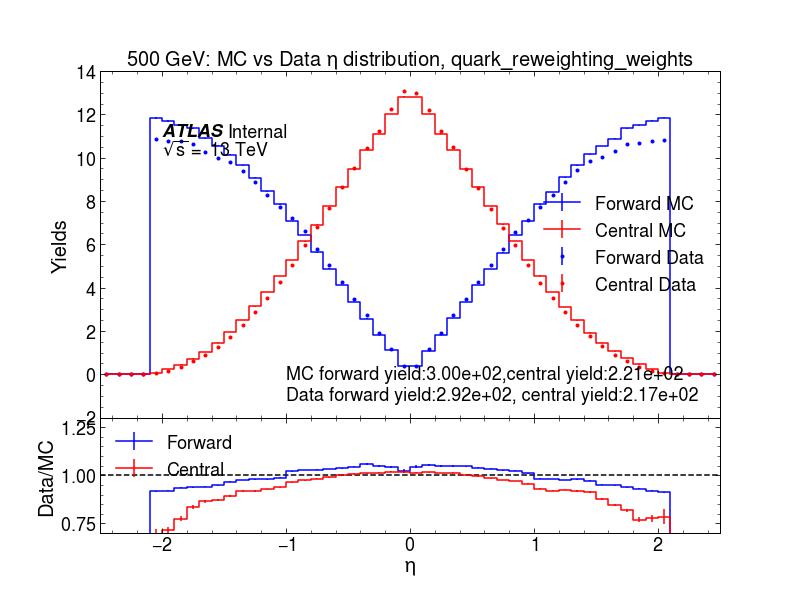 500 GeV: MC vs Data η distribution, quark_reweighting_weights
14
12
10
8
6
4
2
0
−2
Yields
ATLAS Internal
√s = 13 TeV
Forward MC
Central MC
Forward Data
Central Data
MC forward yield:3.00e+02,central yield:2.21e+02
Data forward yield:2.92e+02, central yield:2.17e+02
1.25
1.00
0.75
Data/MC
Forward
Central
−2 −1 0 1 2
η